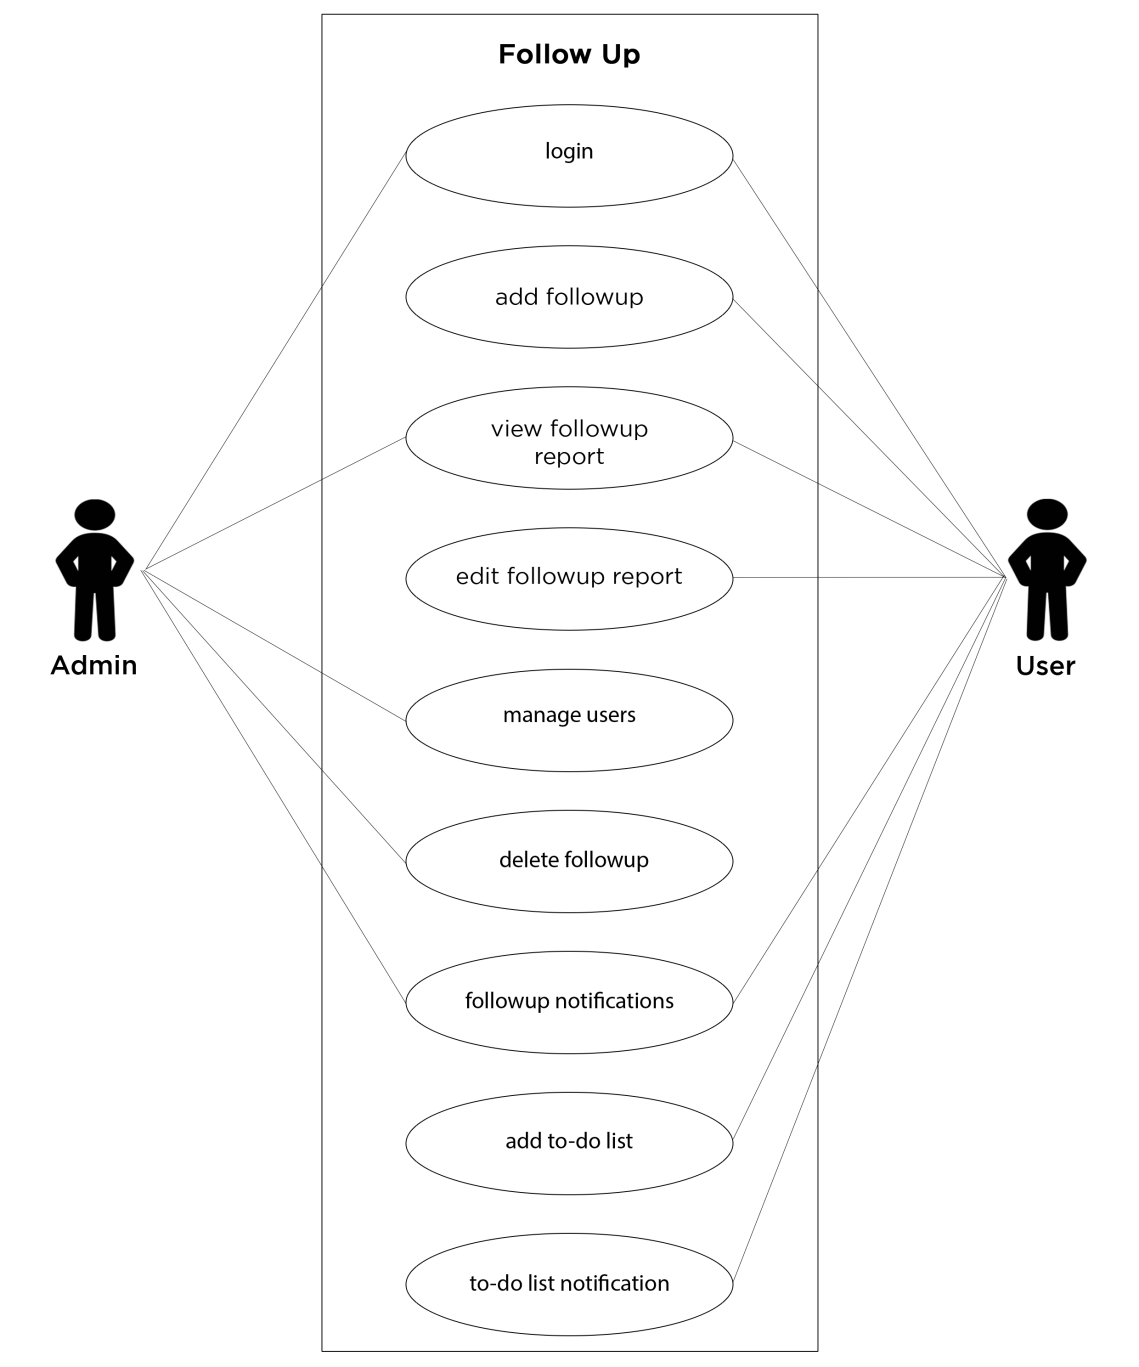 Follow Up
login
add followup
view followup
report
edit followup report
Admin
User
manage users
delete followup
followup notifications
add to-do list
to-do list notification